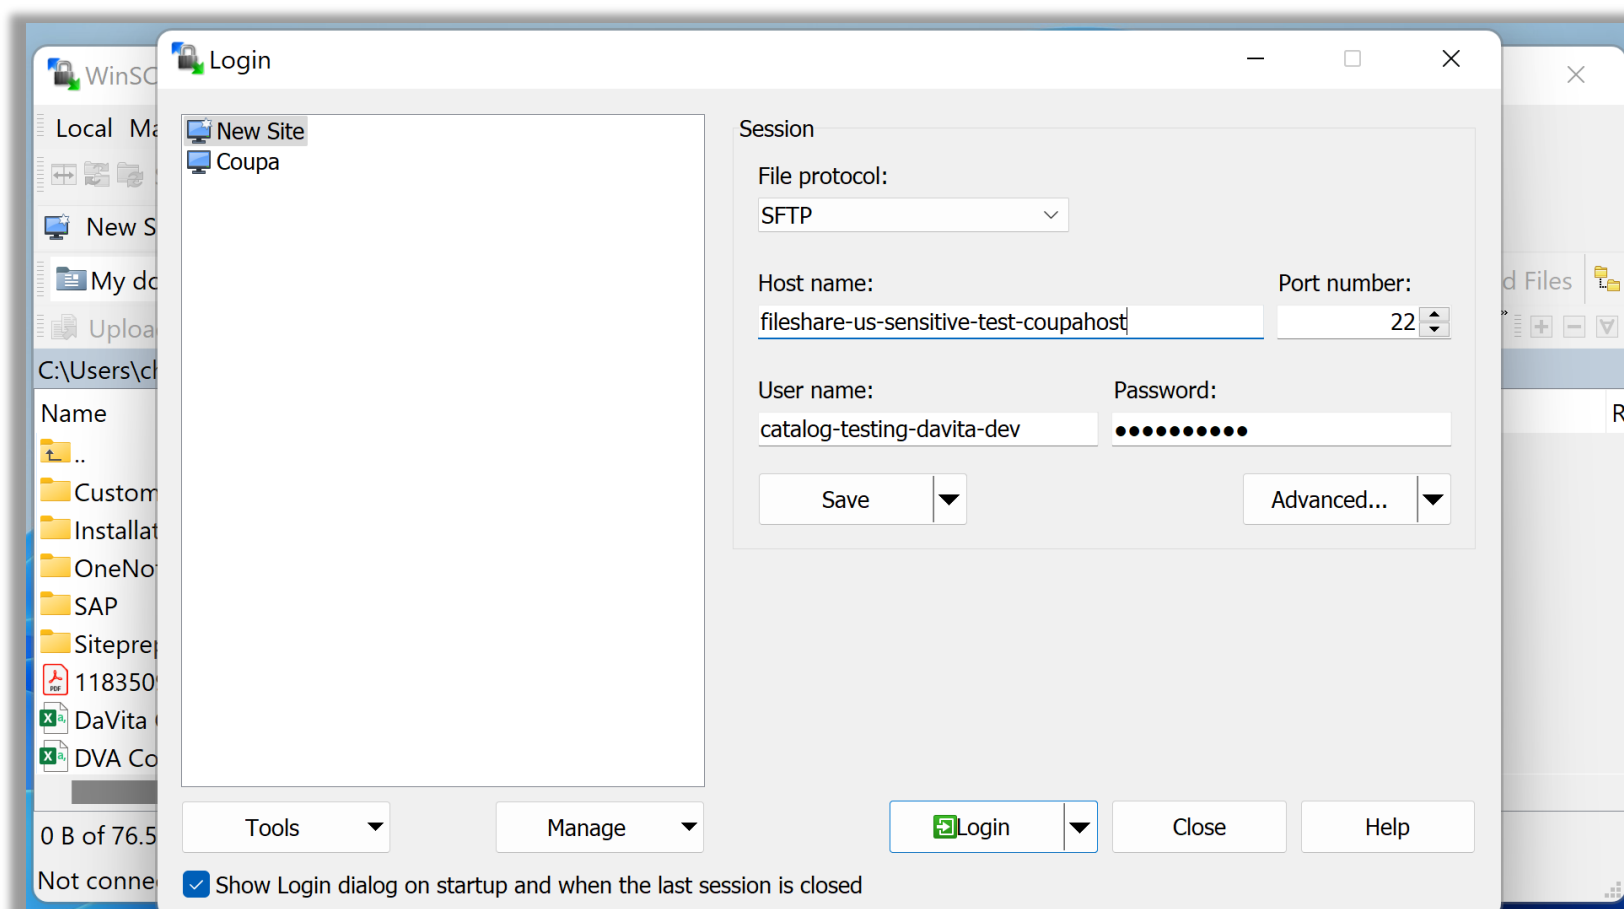 WinSC
Login
Local Ma
New Site
Coupa
Session
File protocol:
SFTP
New S
My do
Host name:
Port number:
d Files
fileshare-us-sensitive-test-coupahost
22
»
Uploa
C:\Users\ch
User name:
Password:
Name
R
catalog-testing-davita-dev
●●●●●●●●●●
..
Custom
Save
Advanced...
Installat
OneNo
SAP
Siteprep
PDF
118350
DaVita
DVA Co
Tools
Manage
Login
Close
Help
0 B of 76.5
Not conne
Show Login dialog on startup and when the last session is closed